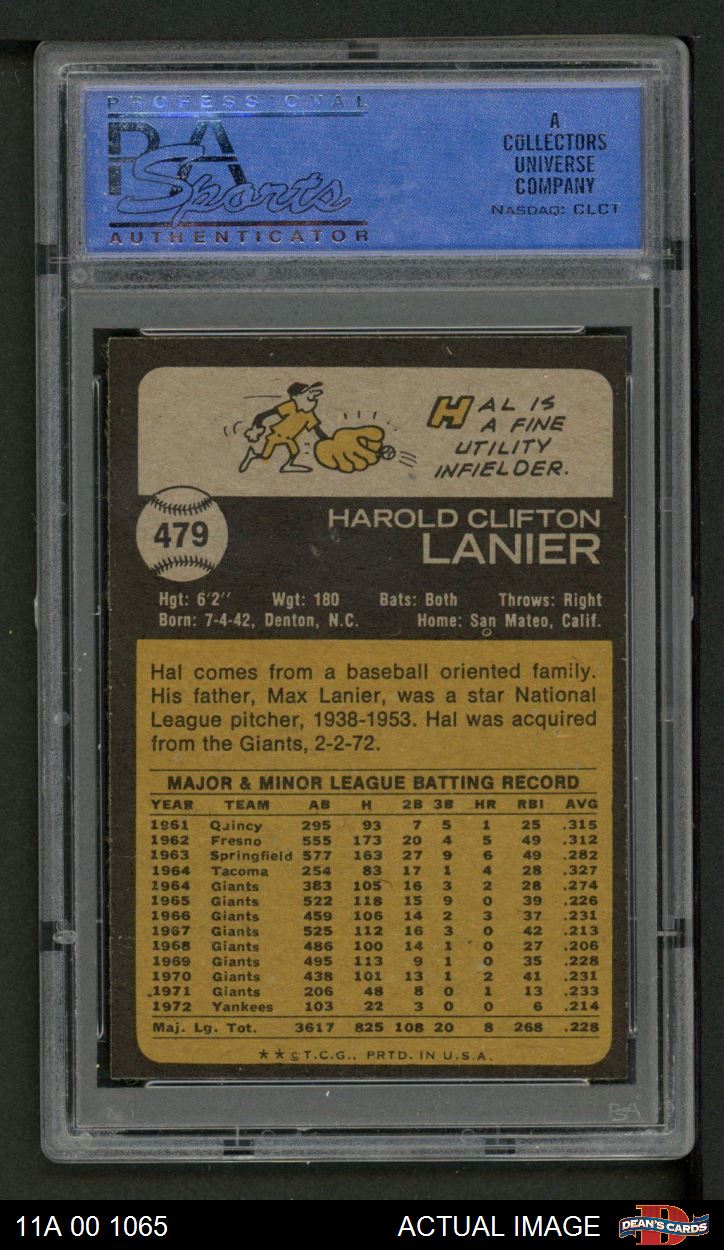 PROFESSIONAL
PSA
Sports
AUTHENTICATOR
A
COLLECTORS
UNIVERSE
COMPANY
NASDAQ: CLCT
HAL IS
A FINE
UTILITY
INFIELDER.
479
HAROLD CLIFTON
LANIER
Hgt: 6'2" Wgt: 180 Bats: Both Throws: Right
Born: 7-4-42, Denton, N.C. Home: San Mateo, Calif.
Hal comes from a baseball oriented family.
His father, Max Lanier, was a star National
League pitcher, 1938-1953. Hal was acquired
from the Giants, 2-2-72.
MAJOR & MINOR LEAGUE BATTING RECORD
YEAR TEAM AB H 2B 3B HR RBI AVG
1961 Quincy 295 93 7 5 1 25 .315
1962 Fresno 555 173 20 4 5 49 .312
1963 Springfield 577 163 27 9 6 49 .282
1964 Tacoma 254 83 17 1 4 28 .327
1964 Giants 383 105 16 3 2 28 .274
1965 Giants 522 118 15 9 0 39 .226
1966 Giants 459 106 14 2 3 37 .231
1967 Giants 525 112 16 3 0 42 .213
1968 Giants 486 100 14 1 0 27 .206
1969 Giants 495 113 9 1 0 35 .228
1970 Giants 438 101 13 1 2 41 .231
1971 Giants 206 48 8 0 1 13 .233
1972 Yankees 103 22 3 0 0 6 .214
Maj. Lg. Tot. 3617 825 108 20 8 268 .228
**©T.C.G., PRTD. IN U.S.A.
PSA
11A 00 1065 ACTUAL IMAGE
DEAN'S CARDS